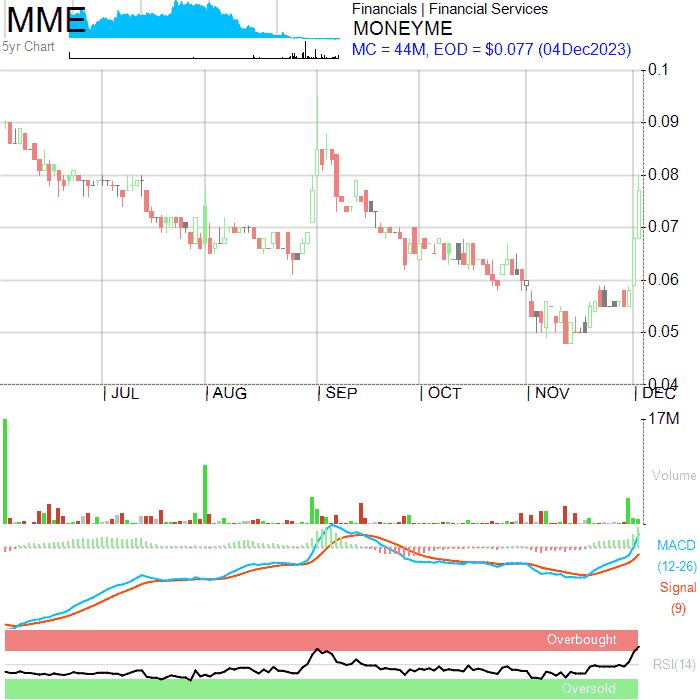 MME
5yr Chart
Financials | Financial Services
MONEYME
MC = 44M, EOD = $0.077 (04Dec2023)
0.1
0.09
0.08
0.07
0.06
0.05
0.04
JUL
AUG
SEP
OCT
NOV
DEC
17M
Volume
MACD
(12-26)
Signal
(9)
Overbought
RSI(14)
Oversold